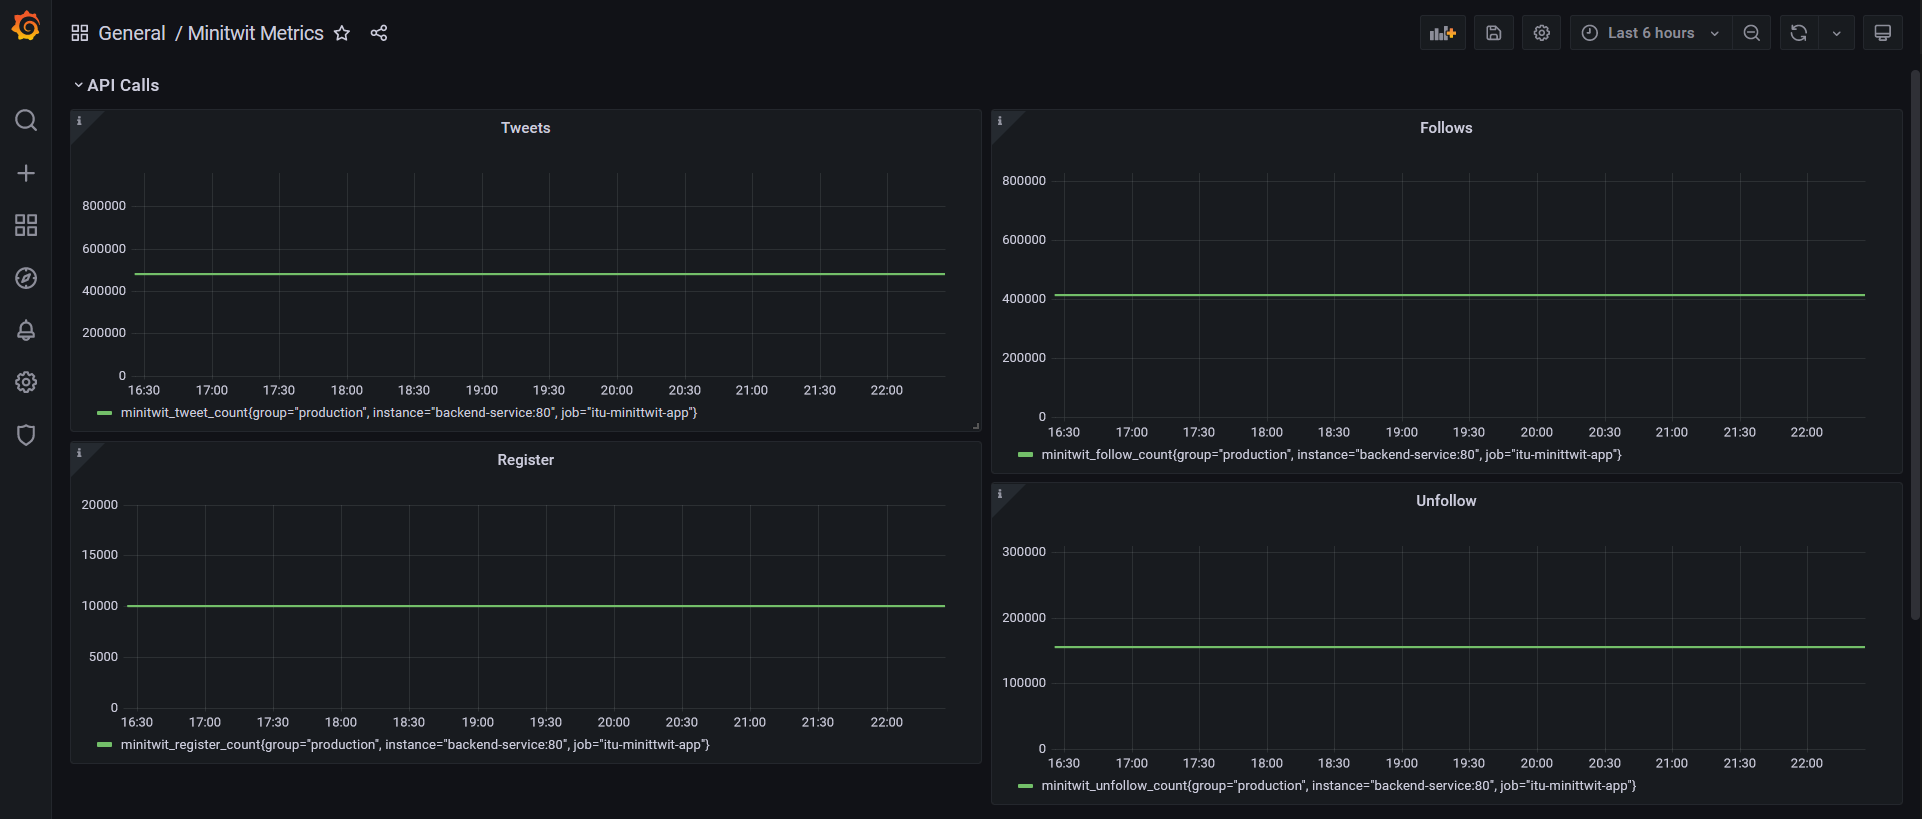 General / Minitwit Metrics
Last 6 hours
API Calls
Tweets
800000
600000
400000
200000
0
16:30 17:00 17:30 18:00 18:30 19:00 19:30 20:00 20:30 21:00 21:30 22:00
minitwit_tweet_count{group="production", instance="backend-service:80", job="itu-minittwit-app"}
Follows
800000
600000
400000
200000
0
16:30 17:00 17:30 18:00 18:30 19:00 19:30 20:00 20:30 21:00 21:30 22:00
minitwit_follow_count{group="production", instance="backend-service:80", job="itu-minittwit-app"}
Register
20000
15000
10000
5000
0
16:30 17:00 17:30 18:00 18:30 19:00 19:30 20:00 20:30 21:00 21:30 22:00
minitwit_register_count{group="production", instance="backend-service:80", job="itu-minittwit-app"}
Unfollow
300000
200000
100000
0
16:30 17:00 17:30 18:00 18:30 19:00 19:30 20:00 20:30 21:00 21:30 22:00
minitwit_unfollow_count{group="production", instance="backend-service:80", job="itu-minittwit-app"}